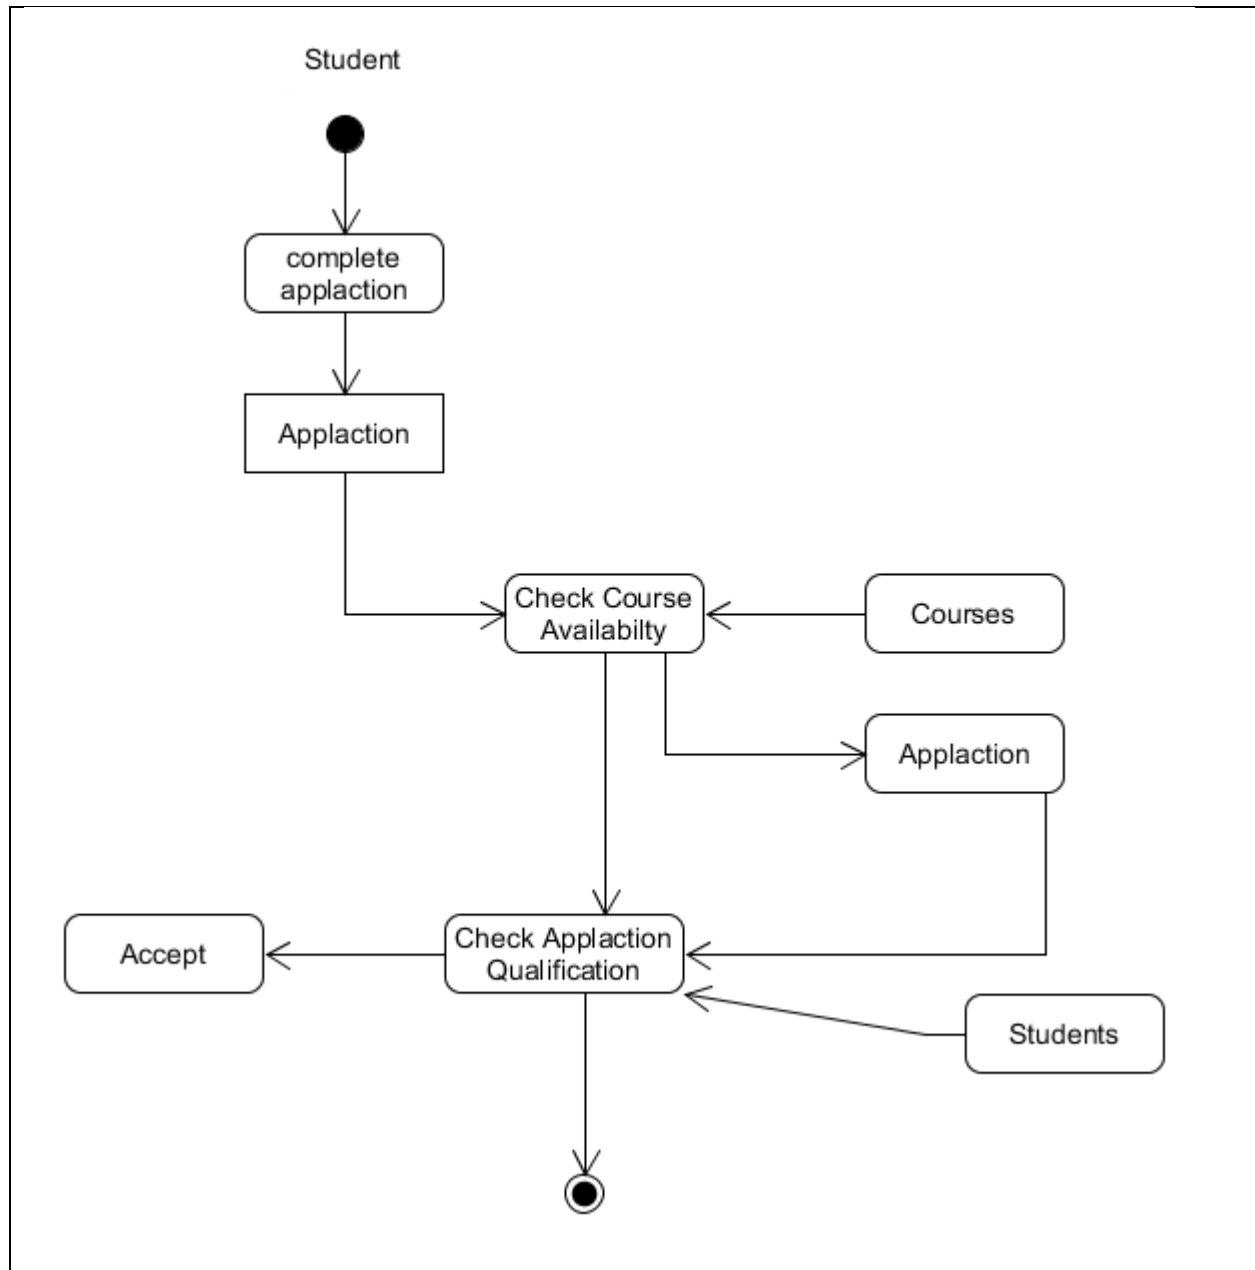 Student
complete
applaction
Applaction
Check Course
Availabilty
Courses
Applaction
Accept
Check Applaction
Qualification
Students